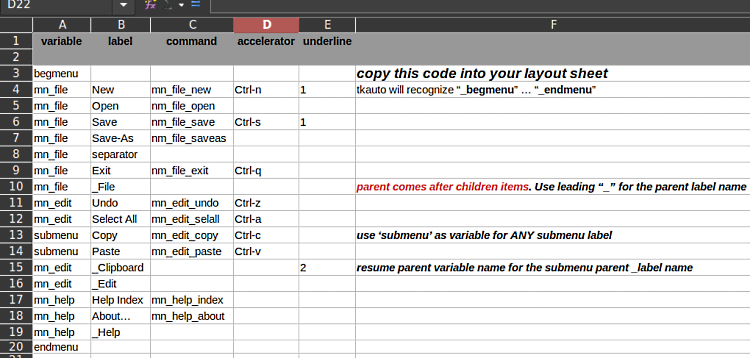 D22
A B C D E F
1 variable label command accelerator underline
2
3 begmenu copy this code into your layout sheet
4 mn_file New mn_file_new Ctrl-n 1 tkauto will recognize “_begmenu” … “_endmenu”
5 mn_file Open nm_file_open
6 mn_file Save nm_file_save Ctrl-s 1
7 mn_file Save-As nm_file_saveas
8 mn_file separator
9 mn_file Exit nm_file_exit Ctrl-q
10 mn_file _File parent comes after children items. Use leading “_” for the parent label name
11 mn_edit Undo mn_edit_undo Ctrl-z
12 mn_edit Select All mn_edit_selall Ctrl-a
13 submenu Copy mn_edit_copy Ctrl-c use ‘submenu’ as variable for ANY submenu label
14 submenu Paste mn_edit_paste Ctrl-v
15 mn_edit _Clipboard 2 resume parent variable name for the submenu parent _label name
16 mn_edit _Edit
17 mn_help Help Index mn_help_index
18 mn_help About… mn_help_about
19 mn_help _Help
20 endmenu